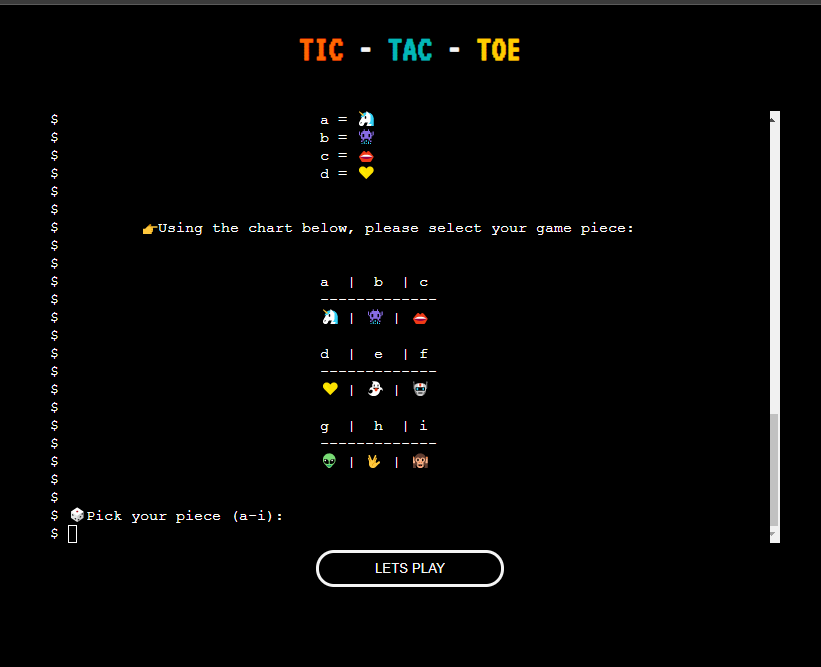 TIC - TAC - TOE
$ a = 🦄
$ b = 👾
$ c = 👄
$ d = 💛
$
$
$ 👉Using the chart below, please select your game piece:
$
$
$ a | b | c
$ -------------
$ 🦄 | 👾 | 👄
$
$ d | e | f
$ -------------
$ 💛 | 👻 | 🤖
$
$ g | h | i
$ -------------
$ 👽 | 🖖 | 🙉
$
$
$ 🎲Pick your piece (a-i):
$
LETS PLAY